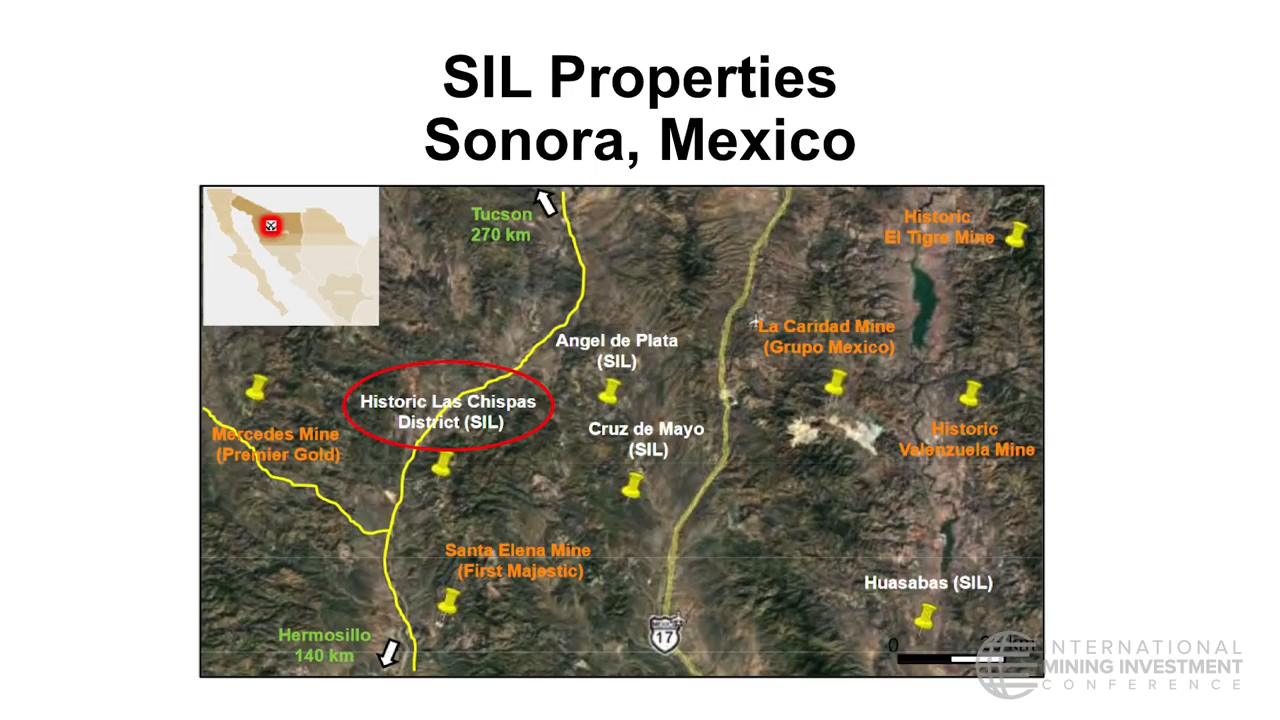 SIL Properties
Sonora, Mexico
Tucson
270 km
Historic
El Tigre Mine
La Caridad Mine
(Grupo Mexico)
Angel de Plata
(SIL)
Historic Las Chispas
District (SIL)
Cruz de Mayo
(SIL)
Mercedes Mine
(Premier Gold)
Historic
Valenzuela Mine
Santa Elena Mine
(First Majestic)
Huasabas (SIL)
Hermosillo
140 km
17
0
INTERNATIONAL
MINING INVESTMENT
CONFERENCE